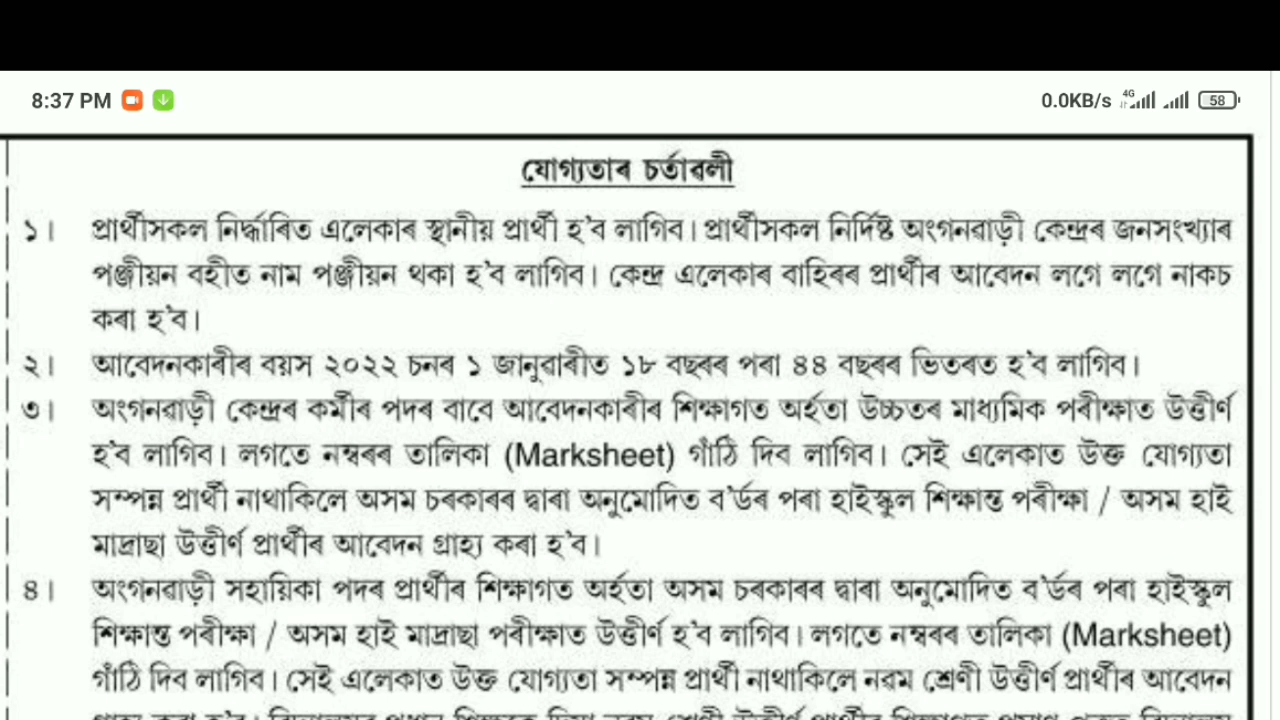 8:37 PM
0.0KB/s 4G 58
যোগ্যতাৰ চৰ্তাৱলী
১। প্ৰাৰ্থীসকল নিৰ্দ্ধাৰিত এলেকাৰ স্থানীয় প্ৰাৰ্থী হ'ব লাগিব। প্ৰাৰ্থীসকল নিৰ্দিষ্ট অংগনৱাড়ী কেন্দ্ৰৰ জনসংখ্যাৰ
পঞ্জীয়ন বহীত নাম পঞ্জীয়ন থকা হ'ব লাগিব। কেন্দ্ৰ এলেকাৰ বাহিৰৰ প্ৰাৰ্থীৰ আবেদন লগে লগে নাকচ
কৰা হ'ব।
২। আবেদনকাৰীৰ বয়স ২০২২ চনৰ ১ জানুৱাৰীত ১৮ বছৰৰ পৰা ৪৪ বছৰৰ ভিতৰত হ'ব লাগিব।
৩। অংগনৱাড়ী কেন্দ্ৰৰ কৰ্মীৰ পদৰ বাবে আবেদনকাৰীৰ শিক্ষাগত অৰ্হতা উচ্চতৰ মাধ্যমিক পৰীক্ষাত উত্তীৰ্ণ
হ'ব লাগিব। লগতে নম্বৰৰ তালিকা (Marksheet) গাঁঠি দিব লাগিব। সেই এলেকাত উক্ত যোগ্যতা
সম্পন্ন প্ৰাৰ্থী নাথাকিলে অসম চৰকাৰৰ দ্বাৰা অনুমোদিত ব'ৰ্ডৰ পৰা হাইস্কুল শিক্ষান্ত পৰীক্ষা / অসম হাই
মাদ্ৰাছা উত্তীৰ্ণ প্ৰাৰ্থীৰ আবেদন গ্ৰাহ্য কৰা হ'ব।
৪। অংগনৱাড়ী সহায়িকা পদৰ প্ৰাৰ্থীৰ শিক্ষাগত অৰ্হতা অসম চৰকাৰৰ দ্বাৰা অনুমোদিত ব'ৰ্ডৰ পৰা হাইস্কুল
শিক্ষান্ত পৰীক্ষা / অসম হাই মাদ্ৰাছা পৰীক্ষাত উত্তীৰ্ণ হ'ব লাগিব। লগতে নম্বৰৰ তালিকা (Marksheet)
গাঁঠি দিব লাগিব। সেই এলেকাত উক্ত যোগ্যতা সম্পন্ন প্ৰাৰ্থী নাথাকিলে নৱম শ্ৰেণী উত্তীৰ্ণ প্ৰাৰ্থীৰ আবেদন